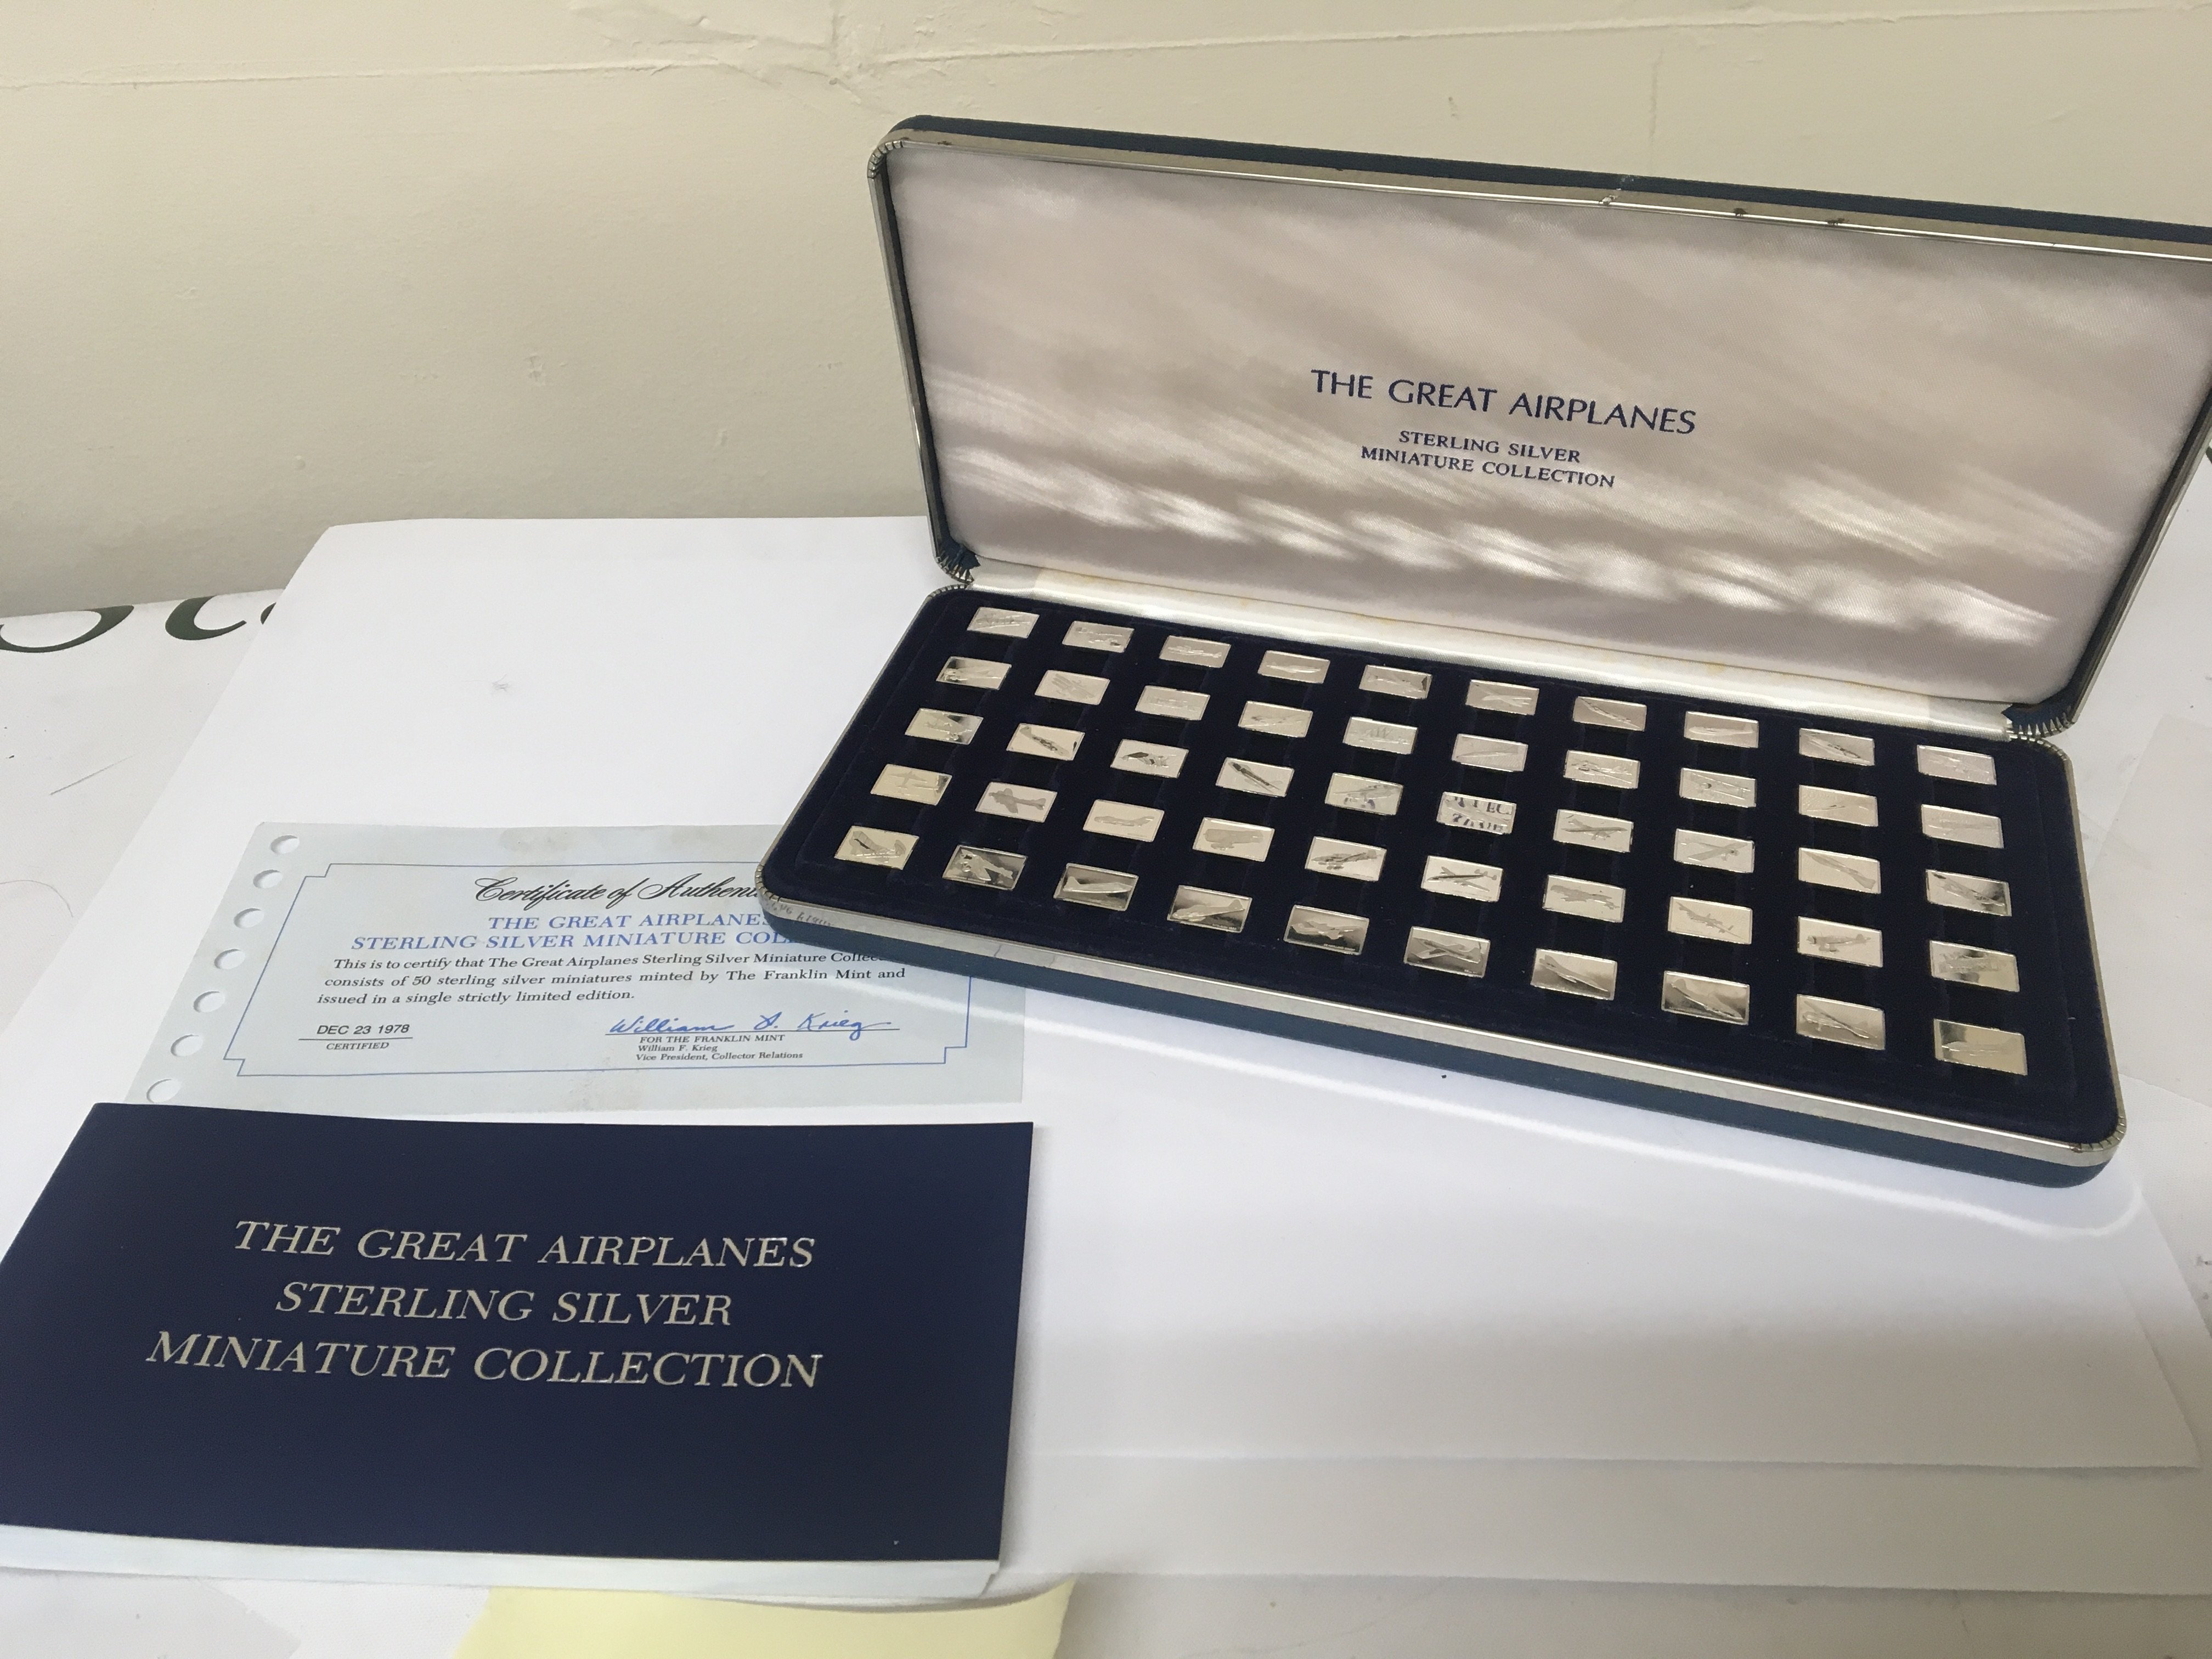 THE GREAT AIRPLANES
STERLING SILVER
MINIATURE COLLECTION
Certificate of
THE GREAT AIRPLANES
STERLING SILVER MINIATURE
This is to certify that The Great Airplanes Sterling Silver Miniature
consists of 50 sterling silver miniatures minted by The Franklin Mint and
issued in a single strictly limited edition.
DEC 23 1978
CERTIFIED
William F. Krieg
FOR THE FRANKLIN MINT
William F. Krieg
Vice President, Collector Relations
THE GREAT AIRPLANES
STERLING SILVER
MINIATURE COLLECTION